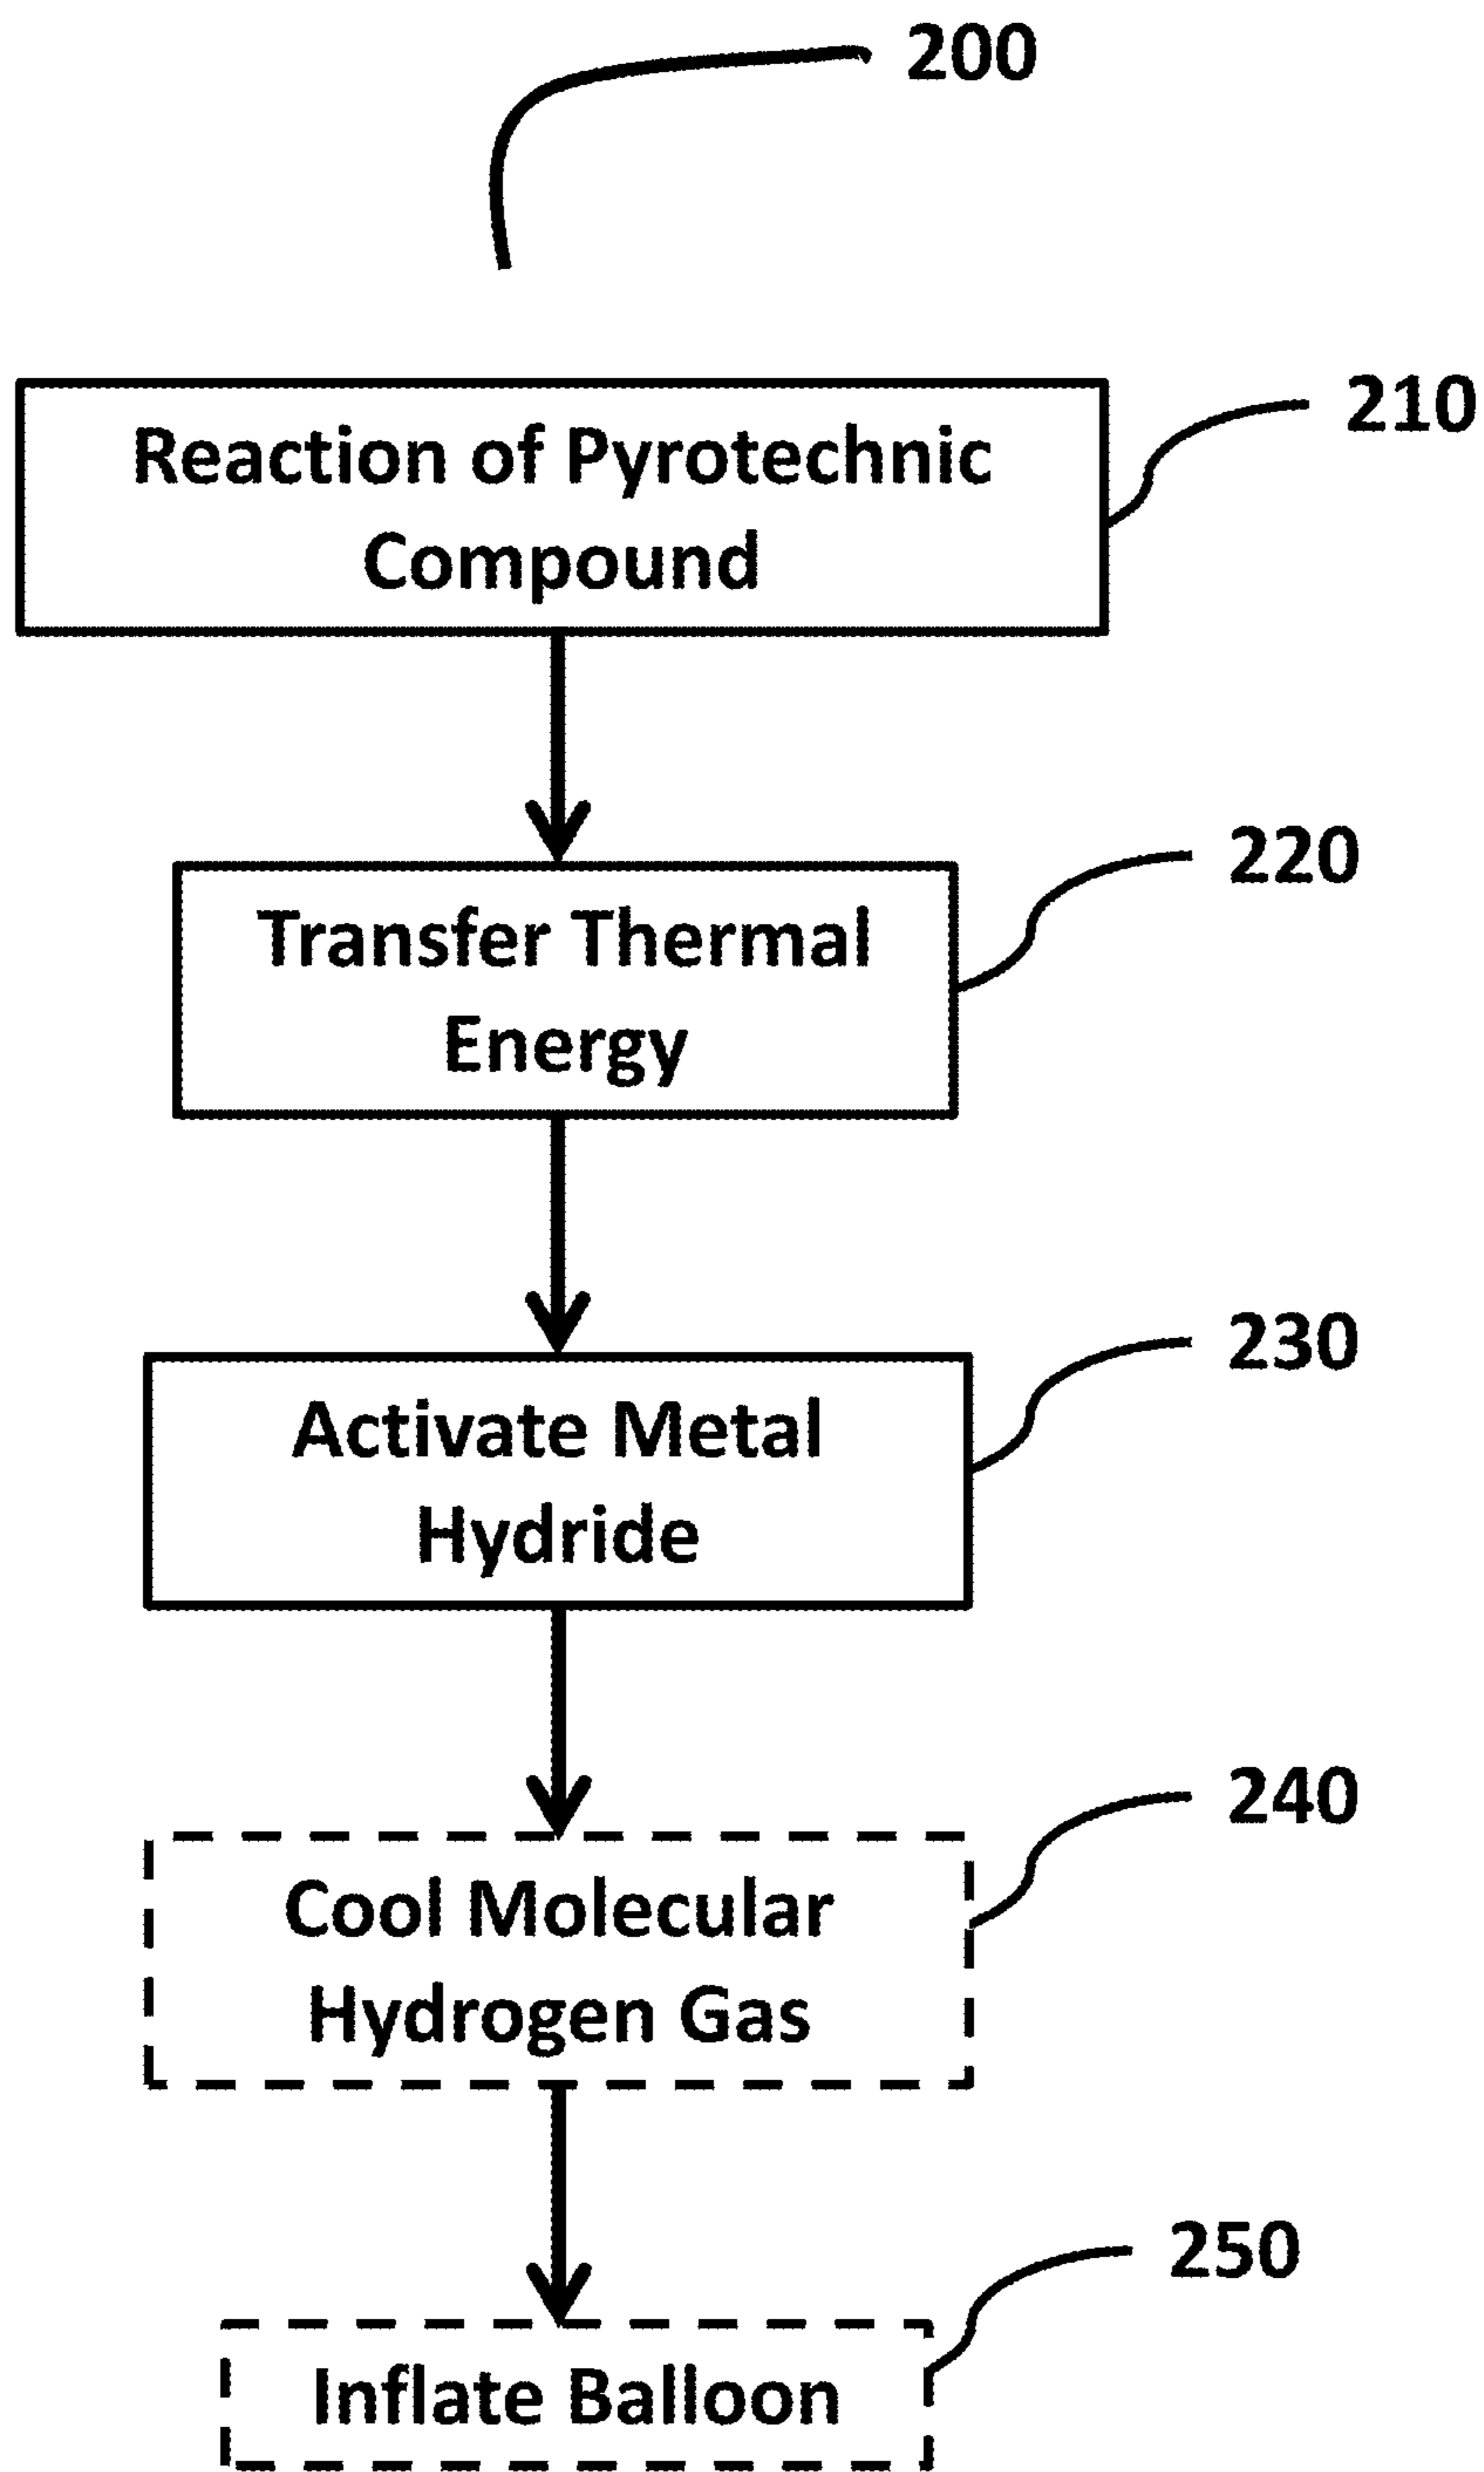 200
210
Reaction of Pyrotechnic
Compound
220
Transfer Thermal
Energy
230
Activate Metal
Hydride
240
Cool Molecular
Hydrogen Gas
250
Inflate Balloon